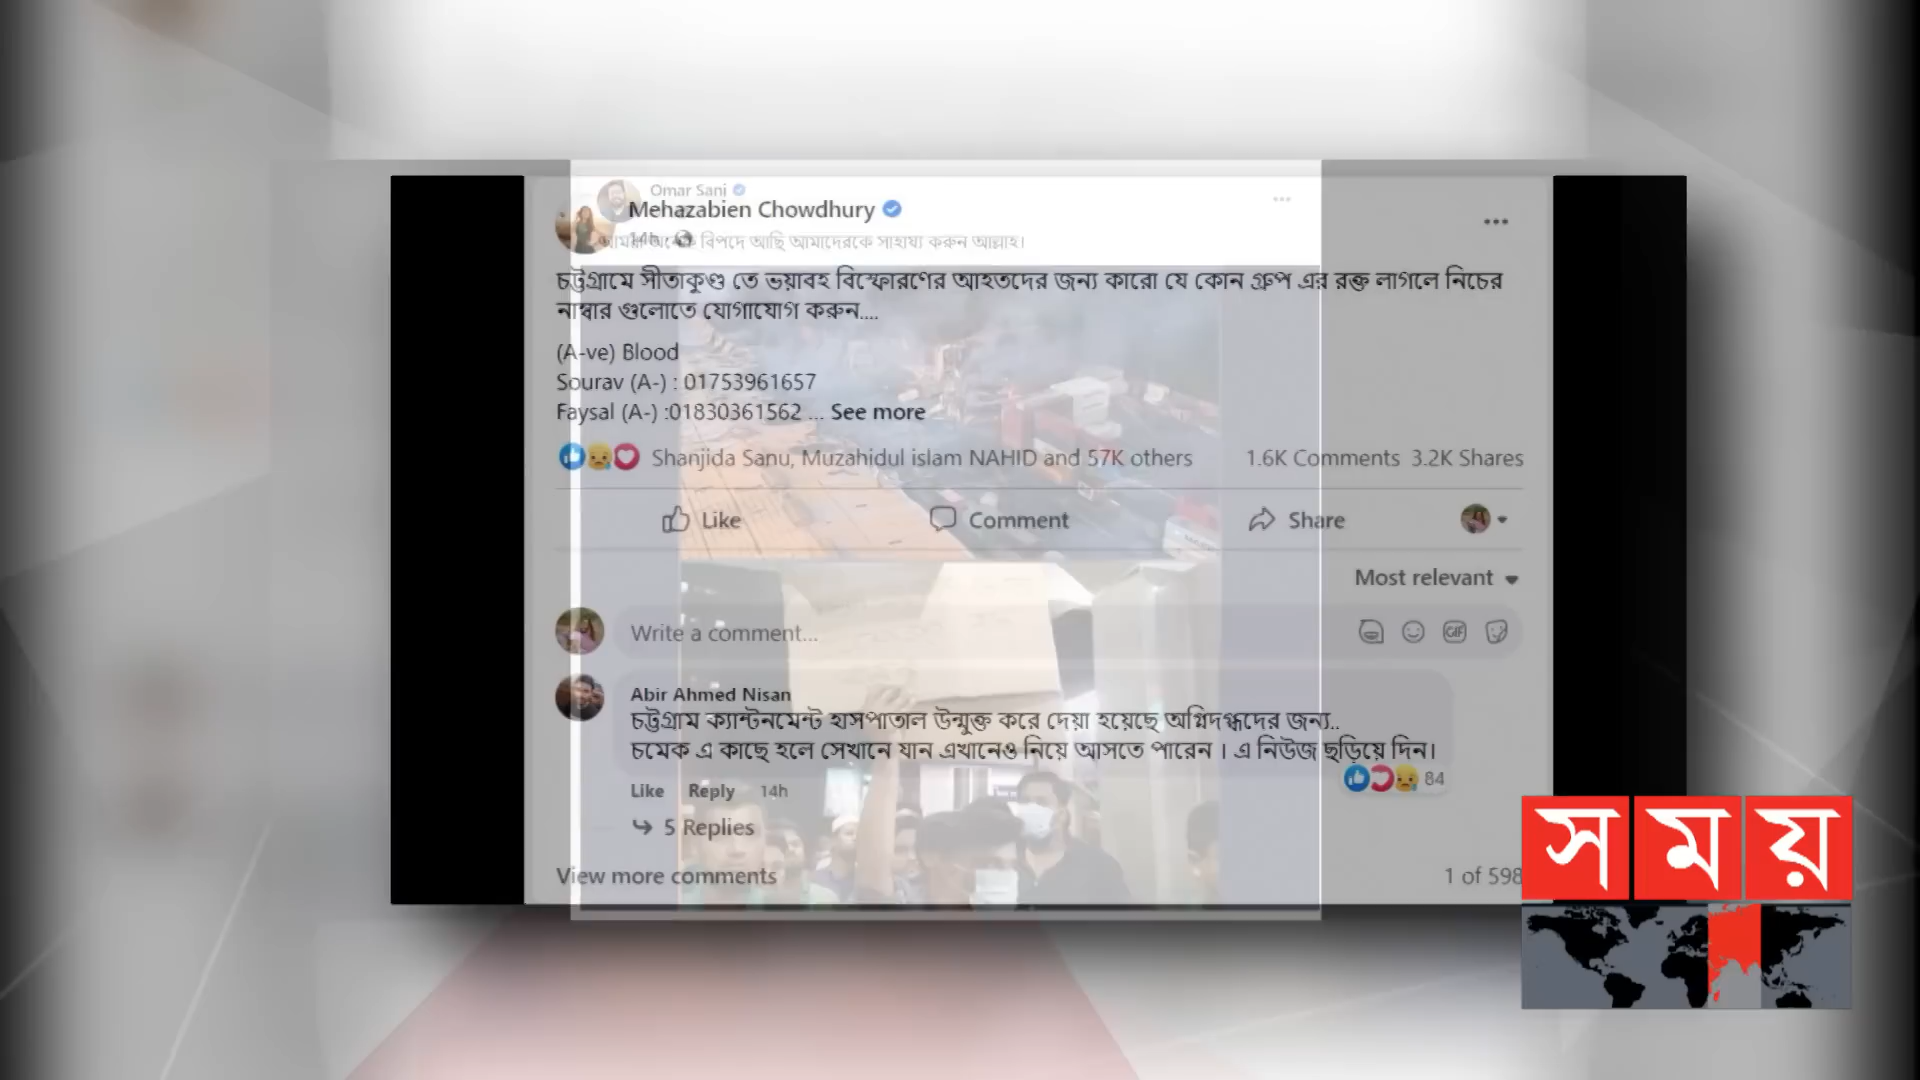 Omar Sani
Mehazabien Chowdhury
14h
বিপদে আছি আমাদেরকে সাহায্য করুন আল্লাহ।
চট্টগ্রামে সীতাকুণ্ড তে ভয়াবহ বিস্ফোরণের আহতদের জন্য কারো যে কোন গ্রুপ এর রক্ত লাগলে নিচের
নাম্বার গুলোতে যোগাযোগ করুন....
(A-ve) Blood
Sourav (A-) : 01753961657
Faysal (A-) :01830361562 ... See more
Shanjida Sanu, Muzahidul islam NAHID and 57K others 1.6K Comments 3.2K Shares
Like Comment Share
Most relevant
Write a comment...
GIF
Abir Ahmed Nisan
চট্টগ্রাম ক্যান্টনমেন্ট হাসপাতাল উন্মুক্ত করে দেয়া হয়েছে অগ্নিদগ্ধদের জন্য..
চমেক এ কাছে হলে সেখানে যান এখানেও নিয়ে আসতে পারেন । এ নিউজ ছড়িয়ে দিন।
84
Like Reply 14h
5 Replies
View more comments 1 of 598
সময়